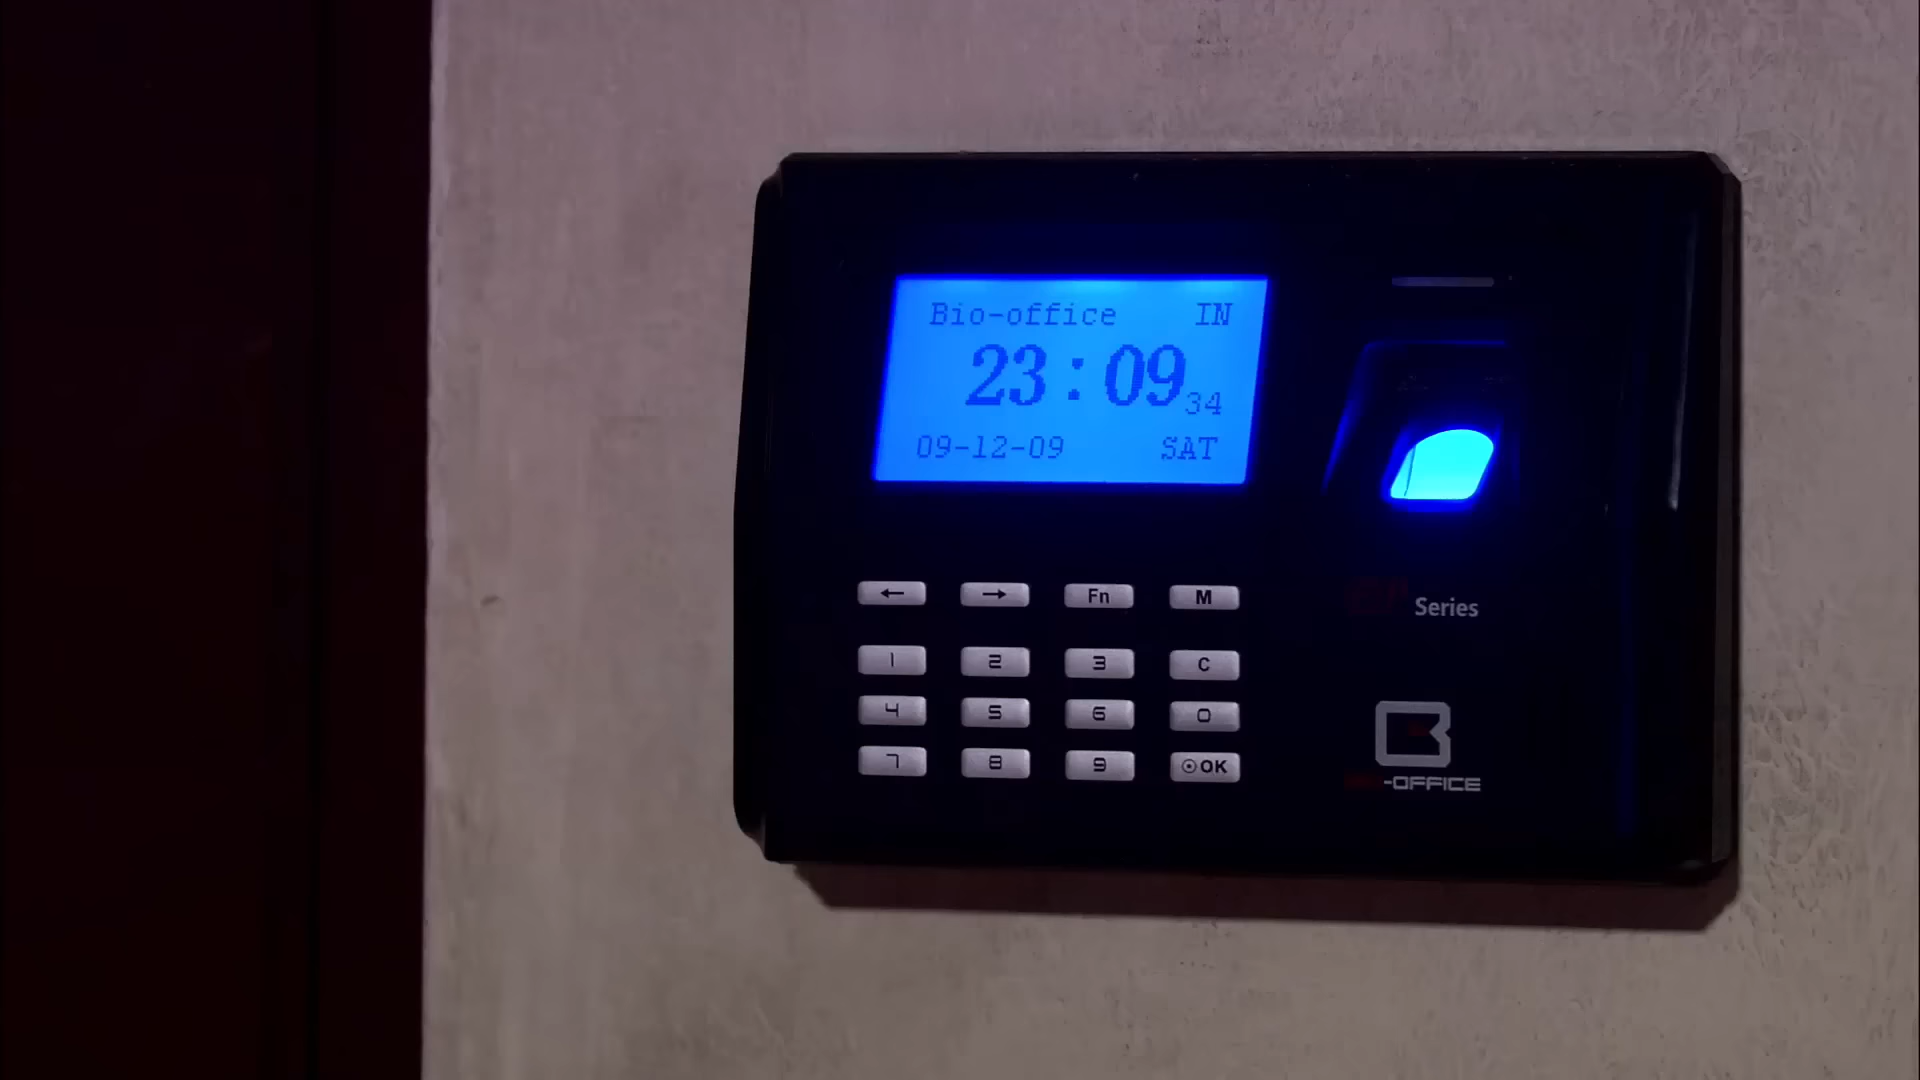 Bio-office IN
23:09 34
09-12-09 SAT
← → Fn M
1 2 3 C
4 5 6 0
7 8 9 OK
Series
-OFFICE